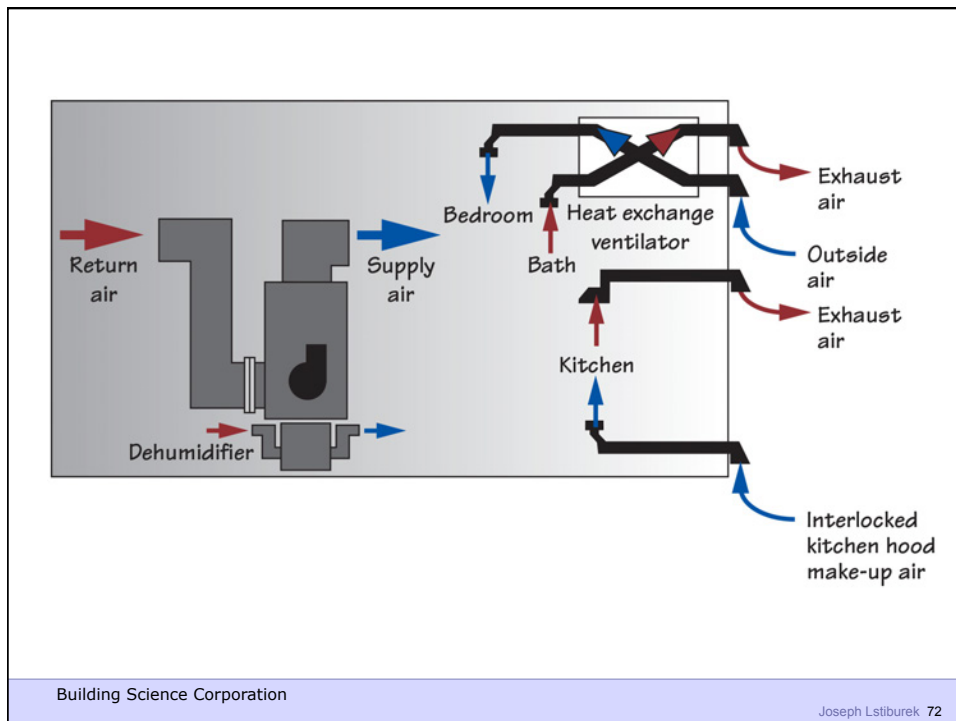 Return
air
Supply
air
Dehumidifier
Bedroom
Bath
Heat exchange
ventilator
Exhaust
air
Outside
air
Exhaust
air
Kitchen
Interlocked
kitchen hood
make-up air
Building Science Corporation
Joseph Lstiburek 72